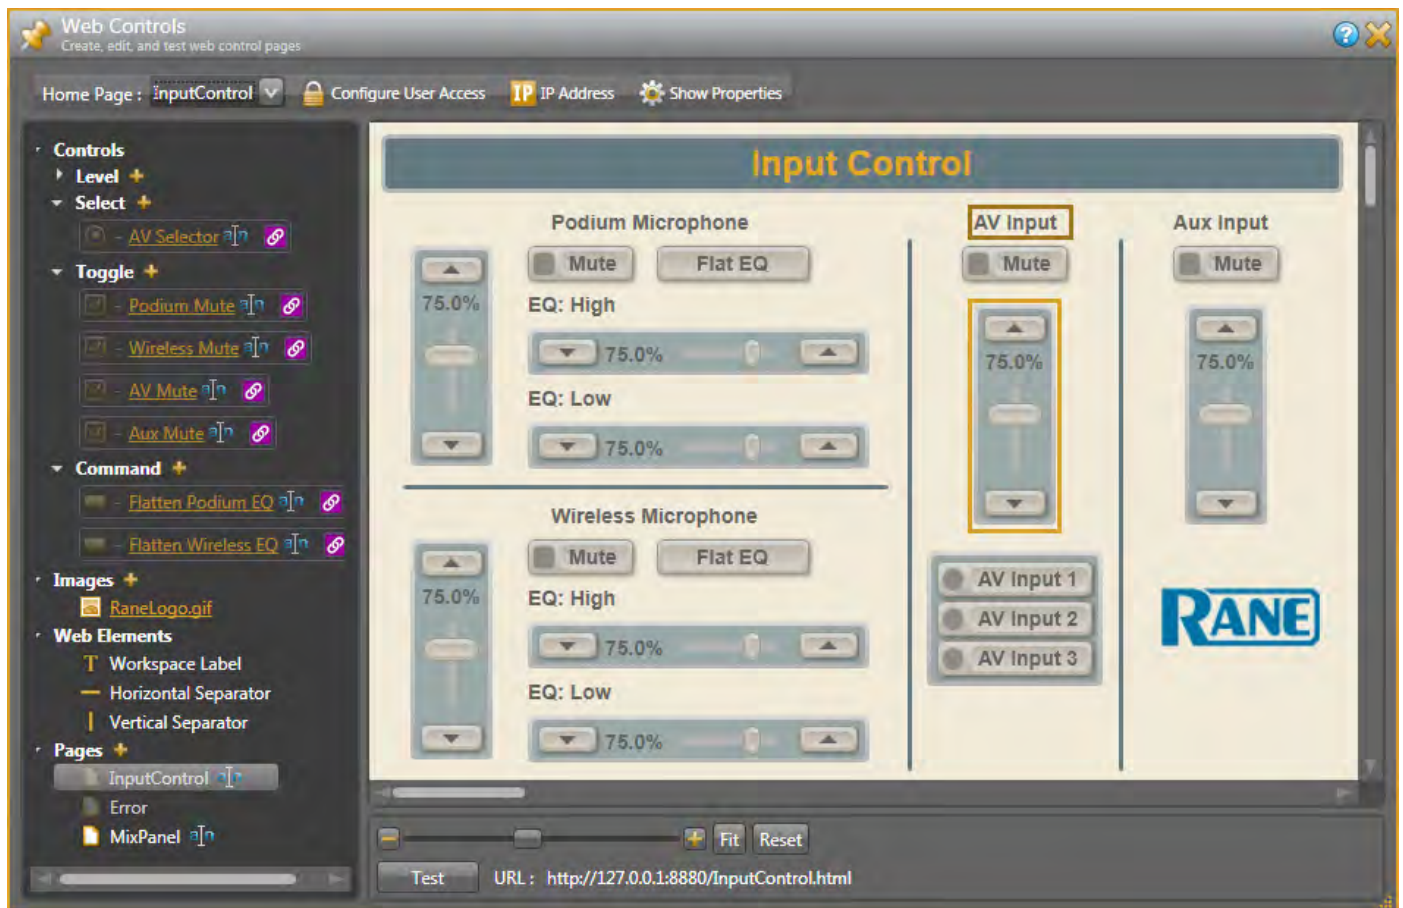 Web Controls
Create, edit, and test web control pages
Home Page : InputControl Configure User Access IP IP Address Show Properties
Controls
Level
Select
- AV Selector
Toggle
- Podium Mute
- Wireless Mute
- AV Mute
- Aux Mute
Command
- Flatten Podium EQ
- Flatten Wireless EQ
Images
RaneLogo.gif
Web Elements
T Workspace Label
Horizontal Separator
Vertical Separator
Pages
InputControl
Error
MixPanel
Input Control
Podium Microphone
Mute Flat EQ
75.0%
EQ: High
75.0%
EQ: Low
75.0%
Wireless Microphone
Mute Flat EQ
75.0%
EQ: High
75.0%
EQ: Low
75.0%
AV Input
Mute
75.0%
AV Input 1
AV Input 2
AV Input 3
Aux Input
Mute
75.0%
RANE
Fit Reset
Test URL : http://127.0.0.1:8880/InputControl.html